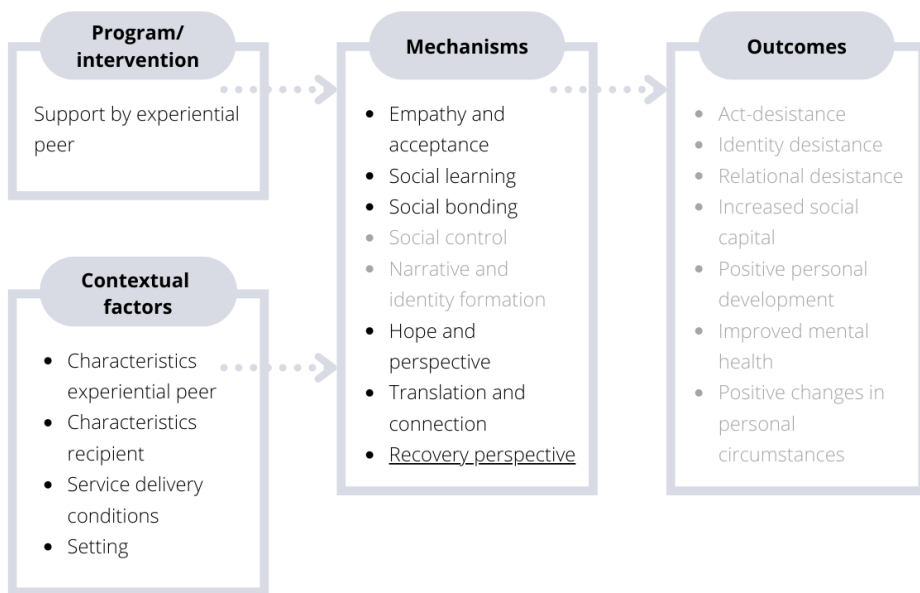 Program/
intervention
Support by experiential
peer
Contextual
factors
Characteristics
experiential peer
Characteristics
recipient
Service delivery
conditions
Setting
Mechanisms
Empathy and
acceptance
Social learning
Social bonding
Social control
Narrative and
identity formation
Hope and
perspective
Translation and
connection
Recovery perspective
Outcomes
Act-desistance
Identity desistance
Relational desistance
Increased social
capital
Positive personal
development
Improved mental
health
Positive changes in
personal
circumstances